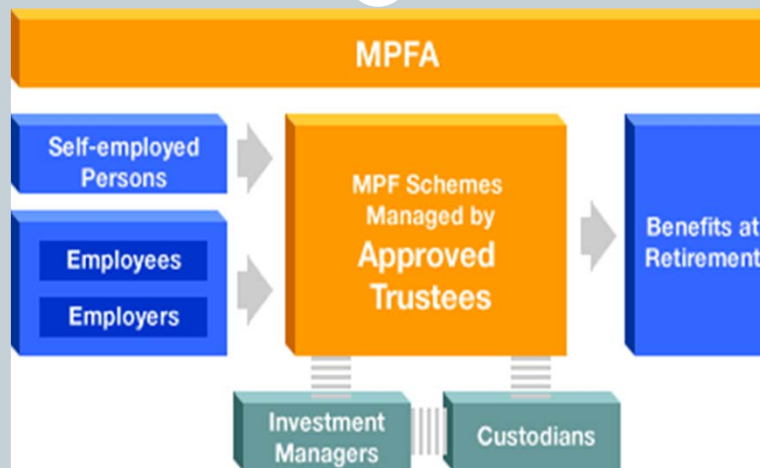 MPFA
Self-employed
Persons
Employees
Employers
MPF Schemes
Managed by
Approved
Trustees
Benefits at
Retirement
Investment
Managers
Custodians